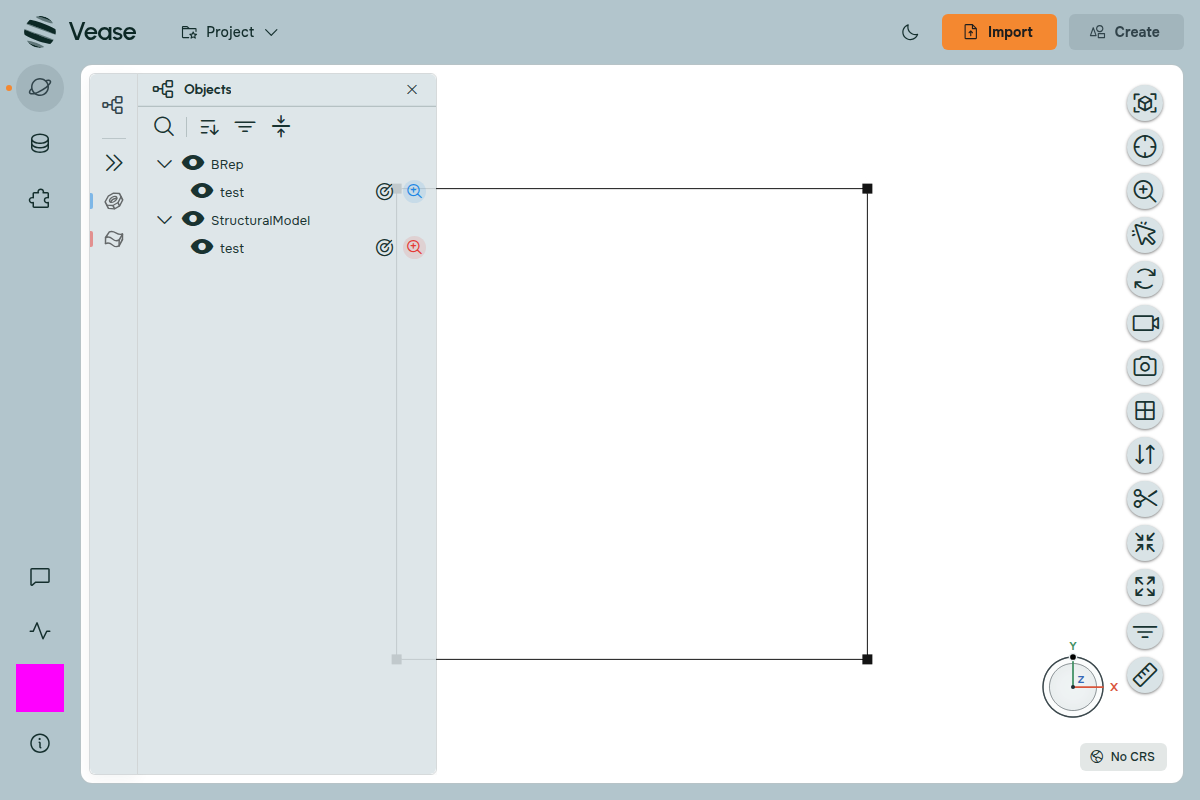 Vease
Project
Import
Create
Objects
BRep
test
StructuralModel
test
Y
Z
X
No CRS